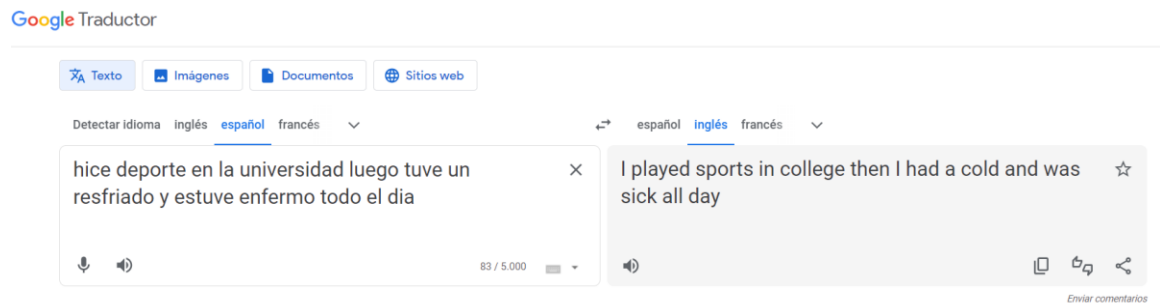 Google Traductor
Texto Imágenes Documentos Sitios web
Detectar idioma inglés español francés español inglés francés
hice deporte en la universidad luego tuve un
resfriado y estuve enfermo todo el dia
I played sports in college then I had a cold and was
sick all day
83 / 5.000
Enviar comentarios